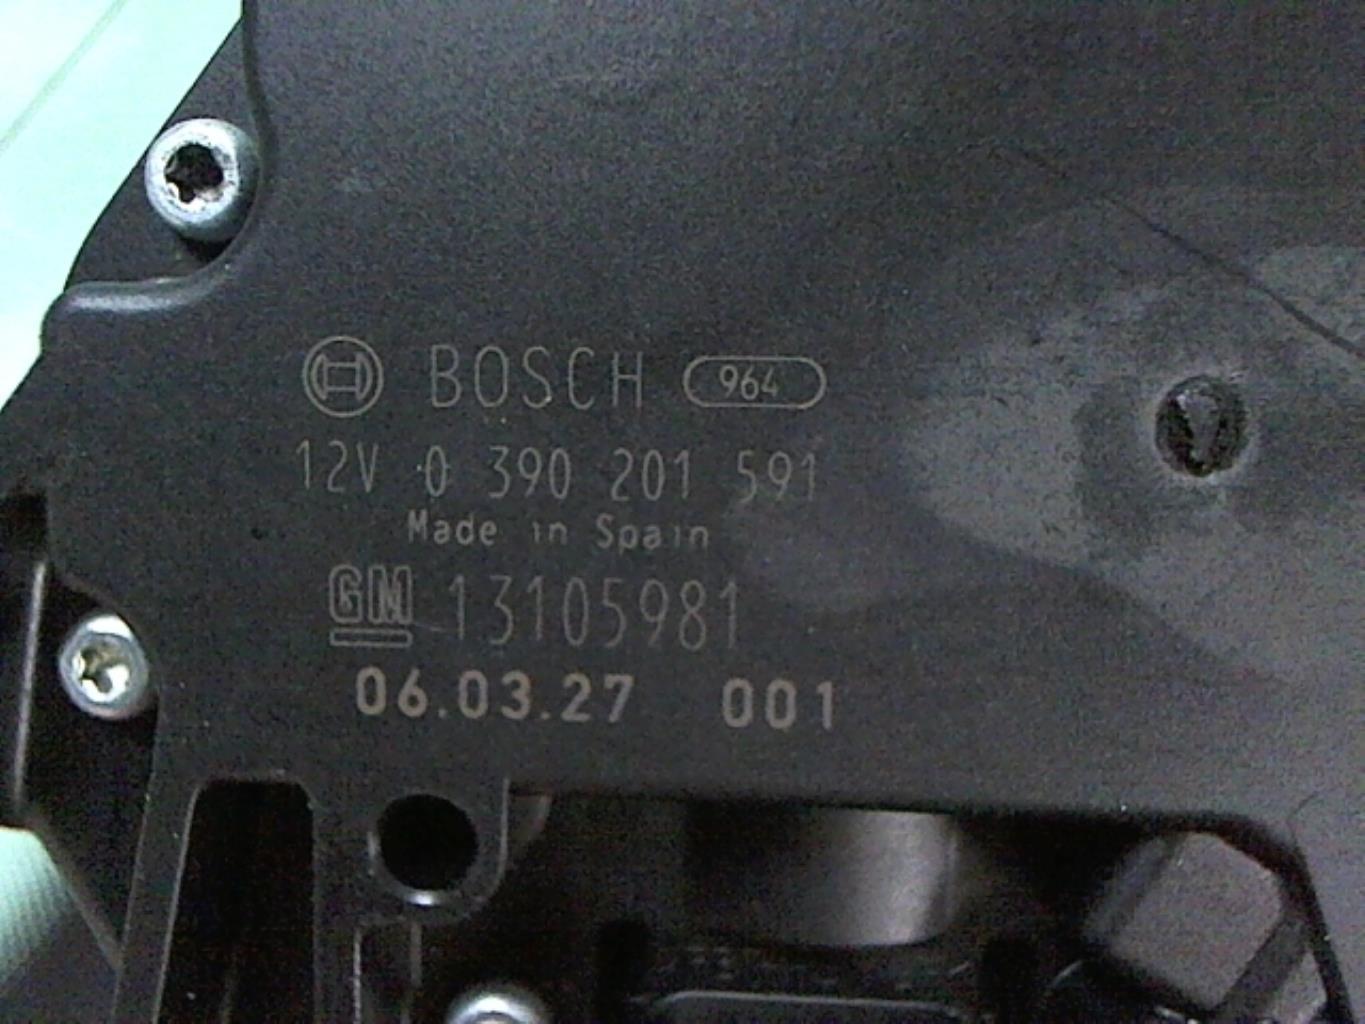 BOSCH 964
12V 0 390 201 591
Made in Spain
GM 13105981
06.03.27 001